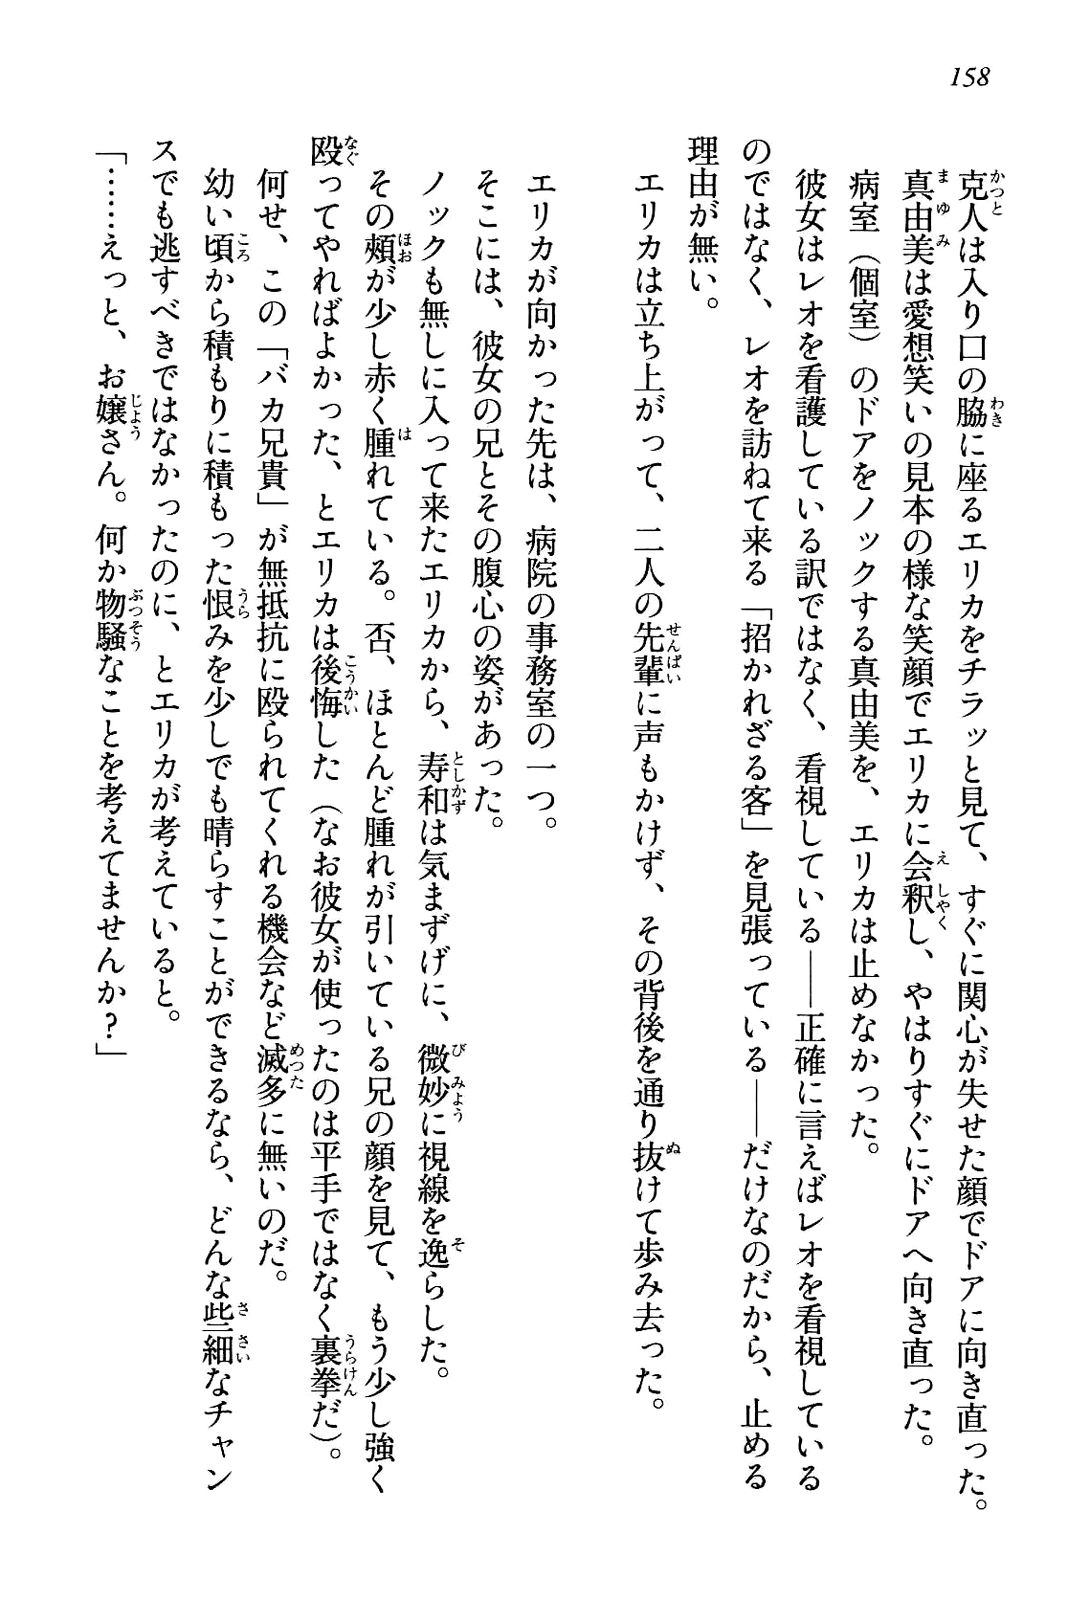 158
克人は入り口の脇に座るエリカをチラッと見て、すぐに関心が失せた顔でドアに向き直った。
真由美は愛想笑いの見本の様な笑顔でエリカに会釈し、やはりすぐにドアへ向き直った。
病室（個室）のドアをノックする真由美を、エリカは止めなかった。
彼女はレオを看護している訳ではなく、看視している――正確に言えばレオを看視している
のではなく、レオを訪ねて来る「招かれざる客」を見張っている――だけなのだから、止める
理由が無い。
エリカは立ち上がって、二人の先輩に声もかけず、その背後を通り抜けて歩み去った。
エリカが向かった先は、病院の事務室の一つ。
そこには、彼女の兄とその腹心の姿があった。
ノックも無しに入って来たエリカから、寿和は気まずげに、微妙に視線を逸らした。
その頰が少し赤く腫れている。否、ほとんど腫れが引いている兄の顔を見て、もう少し強く
殴ってやればよかった、とエリカは後悔した（なお彼女が使ったのは平手ではなく裏拳だ）。
何せ、この「バカ兄貴」が無抵抗に殴られてくれる機会など滅多に無いのだ。
幼い頃から積もりに積もった恨みを少しでも晴らすことができるなら、どんな些細なチャン
スでも逃すべきではなかったのに、とエリカが考えていると。
「……えっと、お嬢さん。何か物騒なことを考えてませんか？」